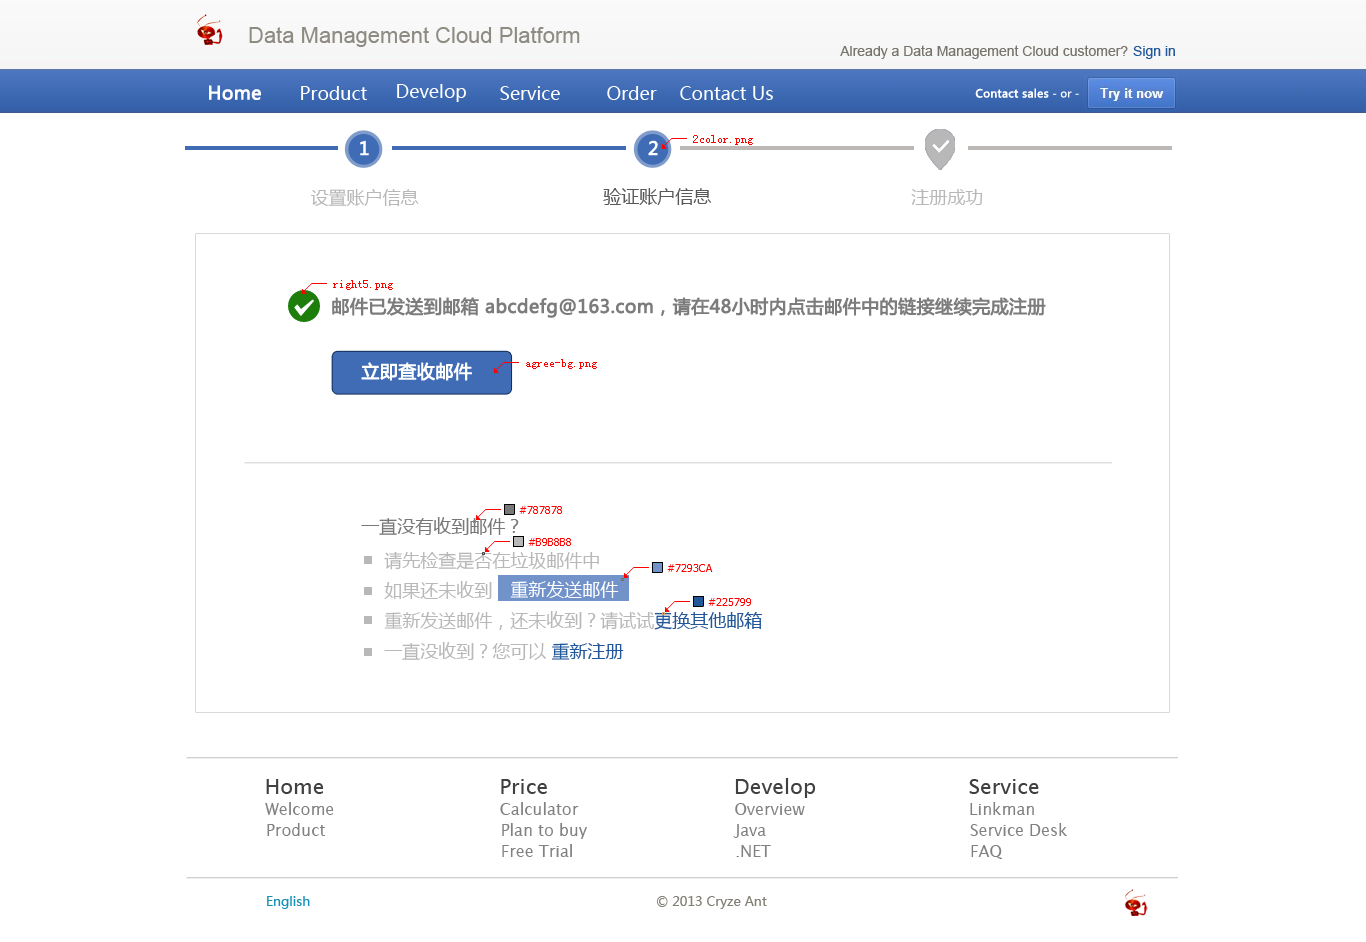 Data Management Cloud Platform
Already a Data Management Cloud customer? Sign in
Home Product Develop Service Order Contact Us Contact sales - or - Try it now
1 2 2color.png
设置账户信息 验证账户信息 注册成功
right5.png
邮件已发送到邮箱 abcdefg@163.com，请在48小时内点击邮件中的链接继续完成注册
立即查收邮件 agree-bg.png
#787878
一直没有收到邮件？
#B9B8B8
请先检查是否在垃圾邮件中
#7293CA
如果还未收到 重新发送邮件
#225799
重新发送邮件，还未收到？请试试更换其他邮箱
一直没收到？您可以 重新注册
Home Price Develop Service
Welcome Calculator Overview Linkman
Product Plan to buy Java Service Desk
Free Trial .NET FAQ
English © 2013 Cryze Ant